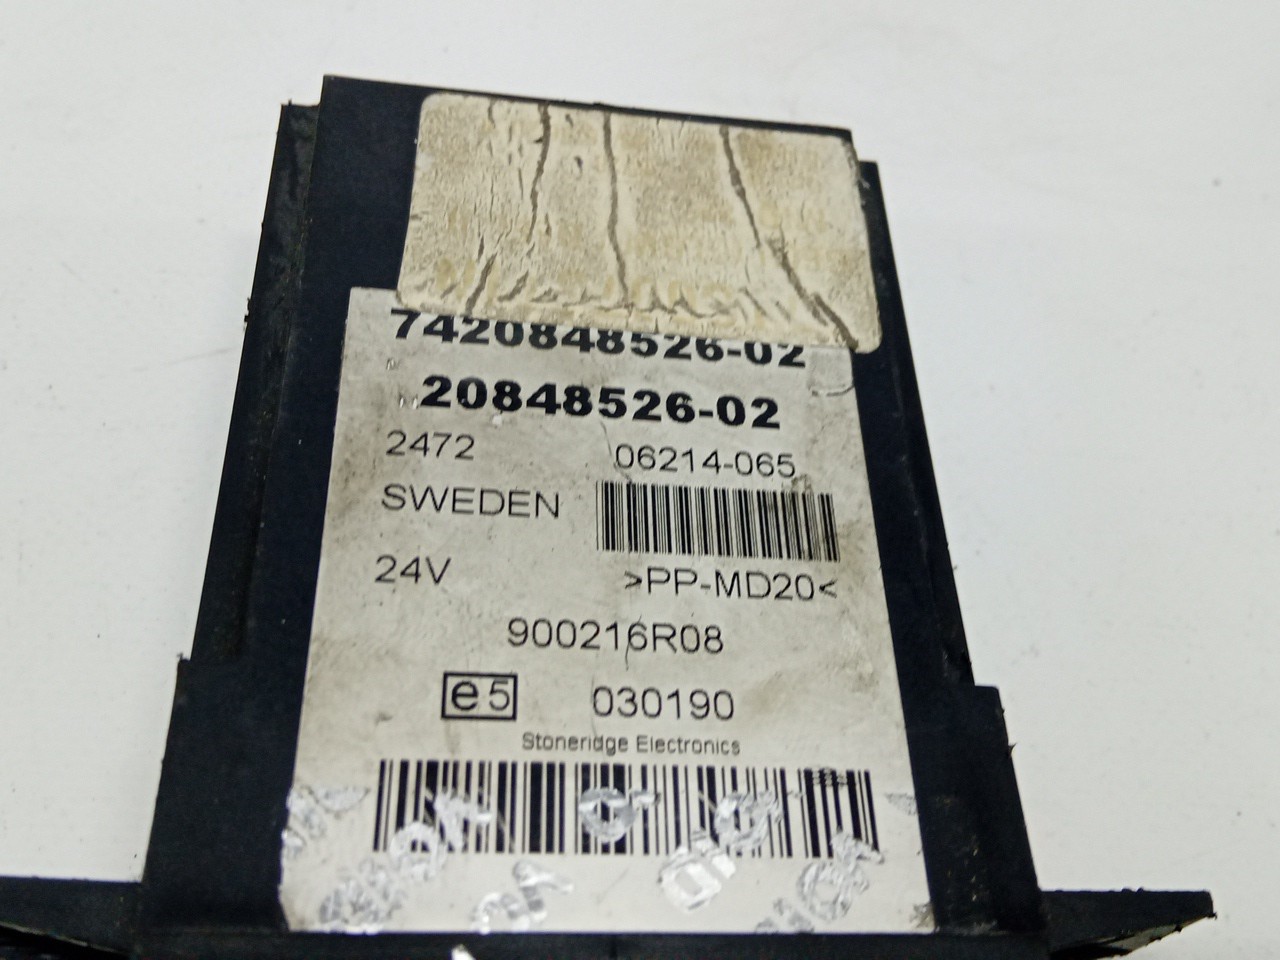 7420848526-02
20848526-02
2472 06214-065
SWEDEN
24V >PP-MD20<
900216R08
e5 030190
Stoneridge Electronics